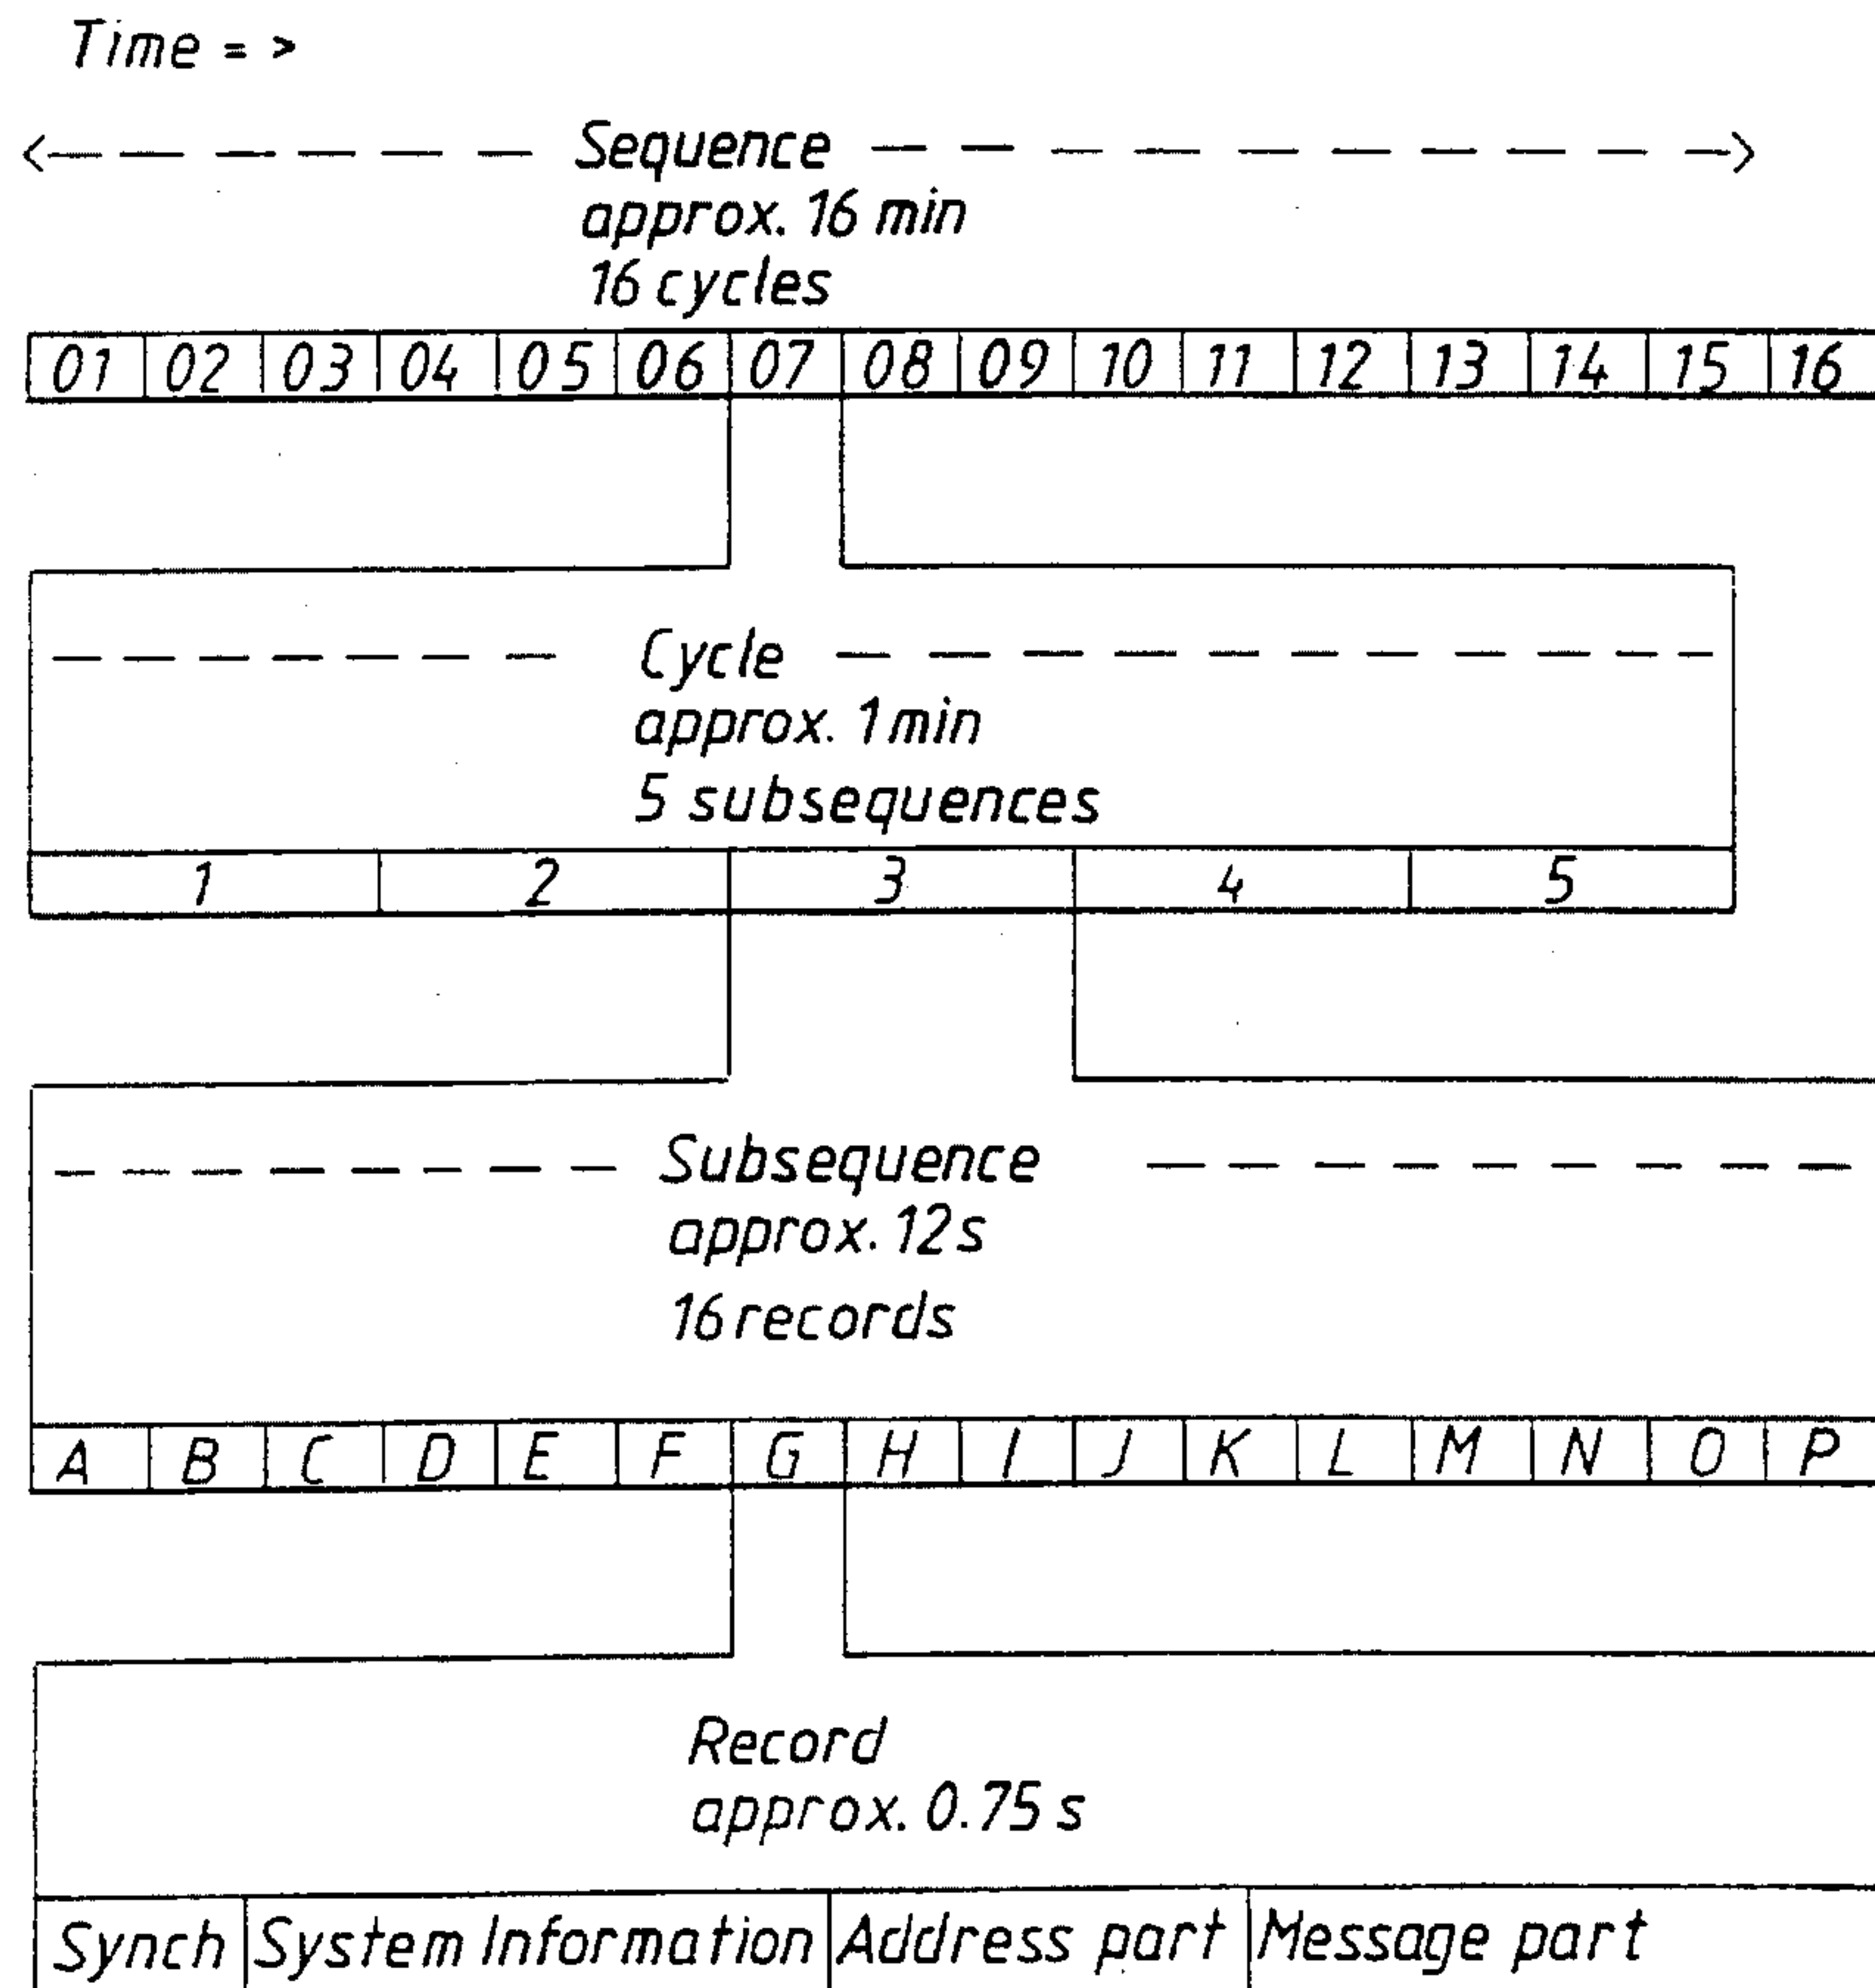 Time = >
Sequence
approx. 16 min
16 cycles
01 02 03 04 05 06 07 08 09 10 11 12 13 14 15 16
Cycle
approx. 1 min
5 subsequences
1 2 3 4 5
Subsequence
approx. 12 s
16 records
A B C D E F G H I J K L M N O P
Record
approx. 0.75 s
Synch System Information Address part Message part